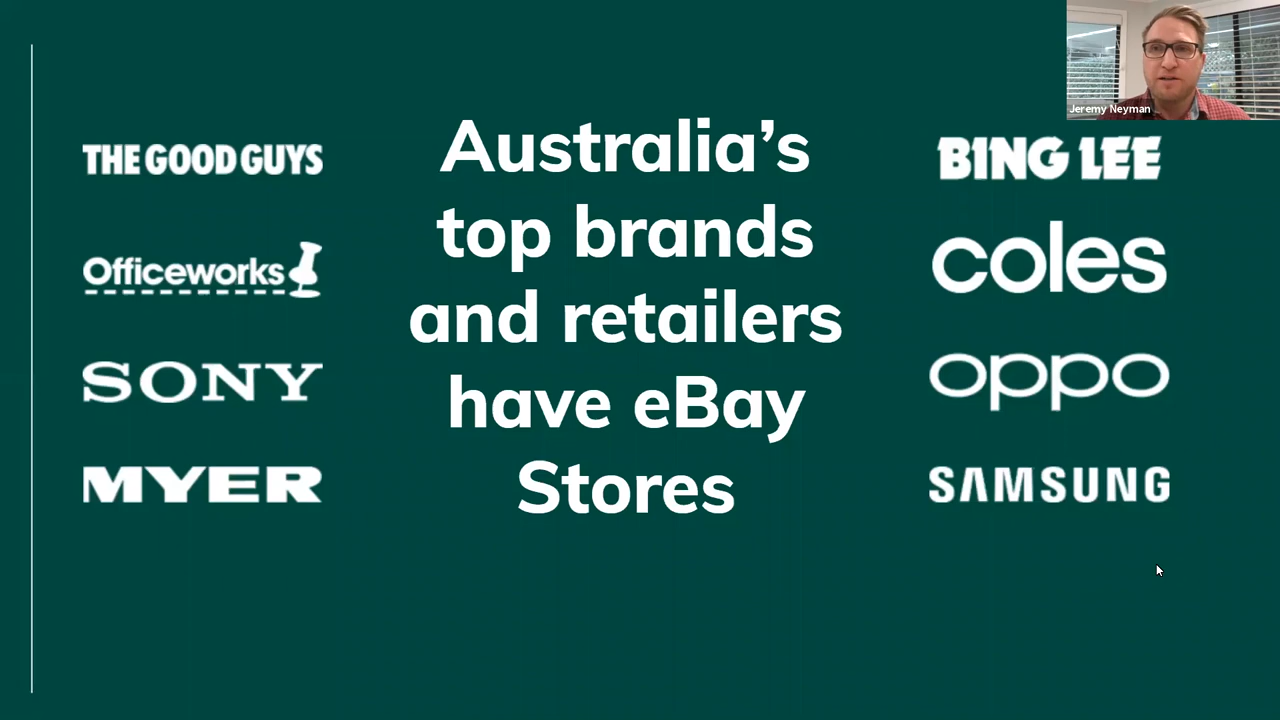 Jeremy Neyman
THE GOOD GUYS
Officeworks
SONY
MYER
Australia’s
top brands
and retailers
have eBay
Stores
BING LEE
coles
oppo
SAMSUNG